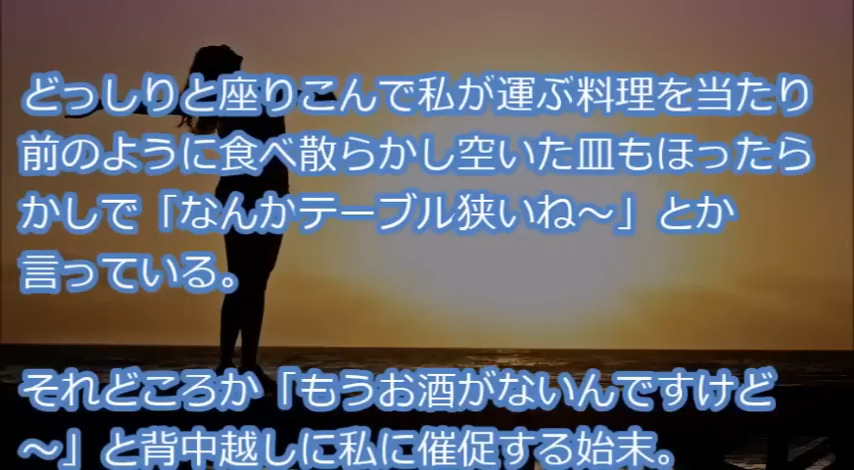 どっしりと座りこんで私が運ぶ料理を当たり
前のように食べ散らかし空いた皿もほったら
かしで「なんかテーブル狭いね～」とか
言っている。
それどころか「もうお酒がないんですけど
～」と背中越しに私に催促する始末。